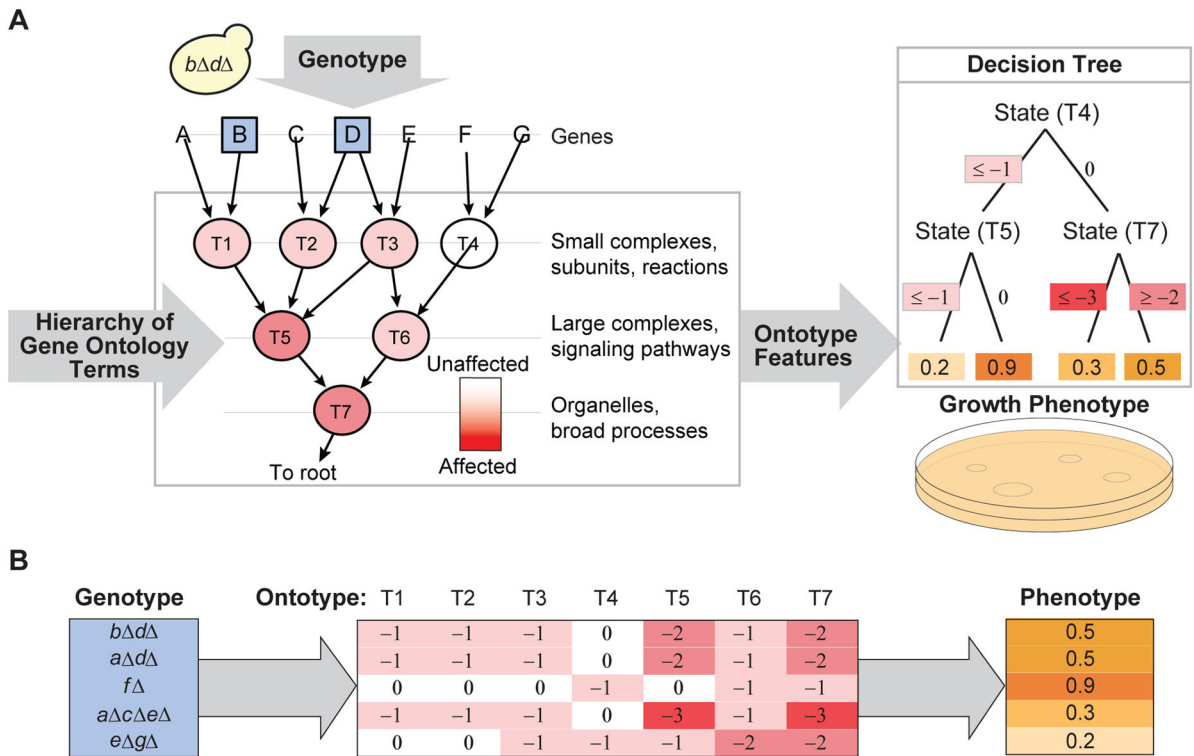 A
bΔdΔ
Genotype
A B C D E F G Genes
T1 T2 T3 T4
Small complexes,
subunits, reactions
Hierarchy of
Gene Ontology
Terms
T5 T6
Large complexes,
signaling pathways
Unaffected
Affected
T7
Organelles,
broad processes
To root
Ontotype
Features
Decision Tree
State (T4)
≤ −1 0
State (T5) State (T7)
≤ −1 0 ≤ −3 ≥ −2
0.2 0.9 0.3 0.5
Growth Phenotype
B
Genotype Ontotype: T1 T2 T3 T4 T5 T6 T7 Phenotype
bΔdΔ −1 −1 −1 0 −2 −1 −2 0.5
aΔdΔ −1 −1 −1 0 −2 −1 −2 0.5
fΔ 0 0 0 −1 0 −1 −1 0.9
aΔcΔeΔ −1 −1 −1 0 −3 −1 −3 0.3
eΔgΔ 0 0 −1 −1 −1 −2 −2 0.2